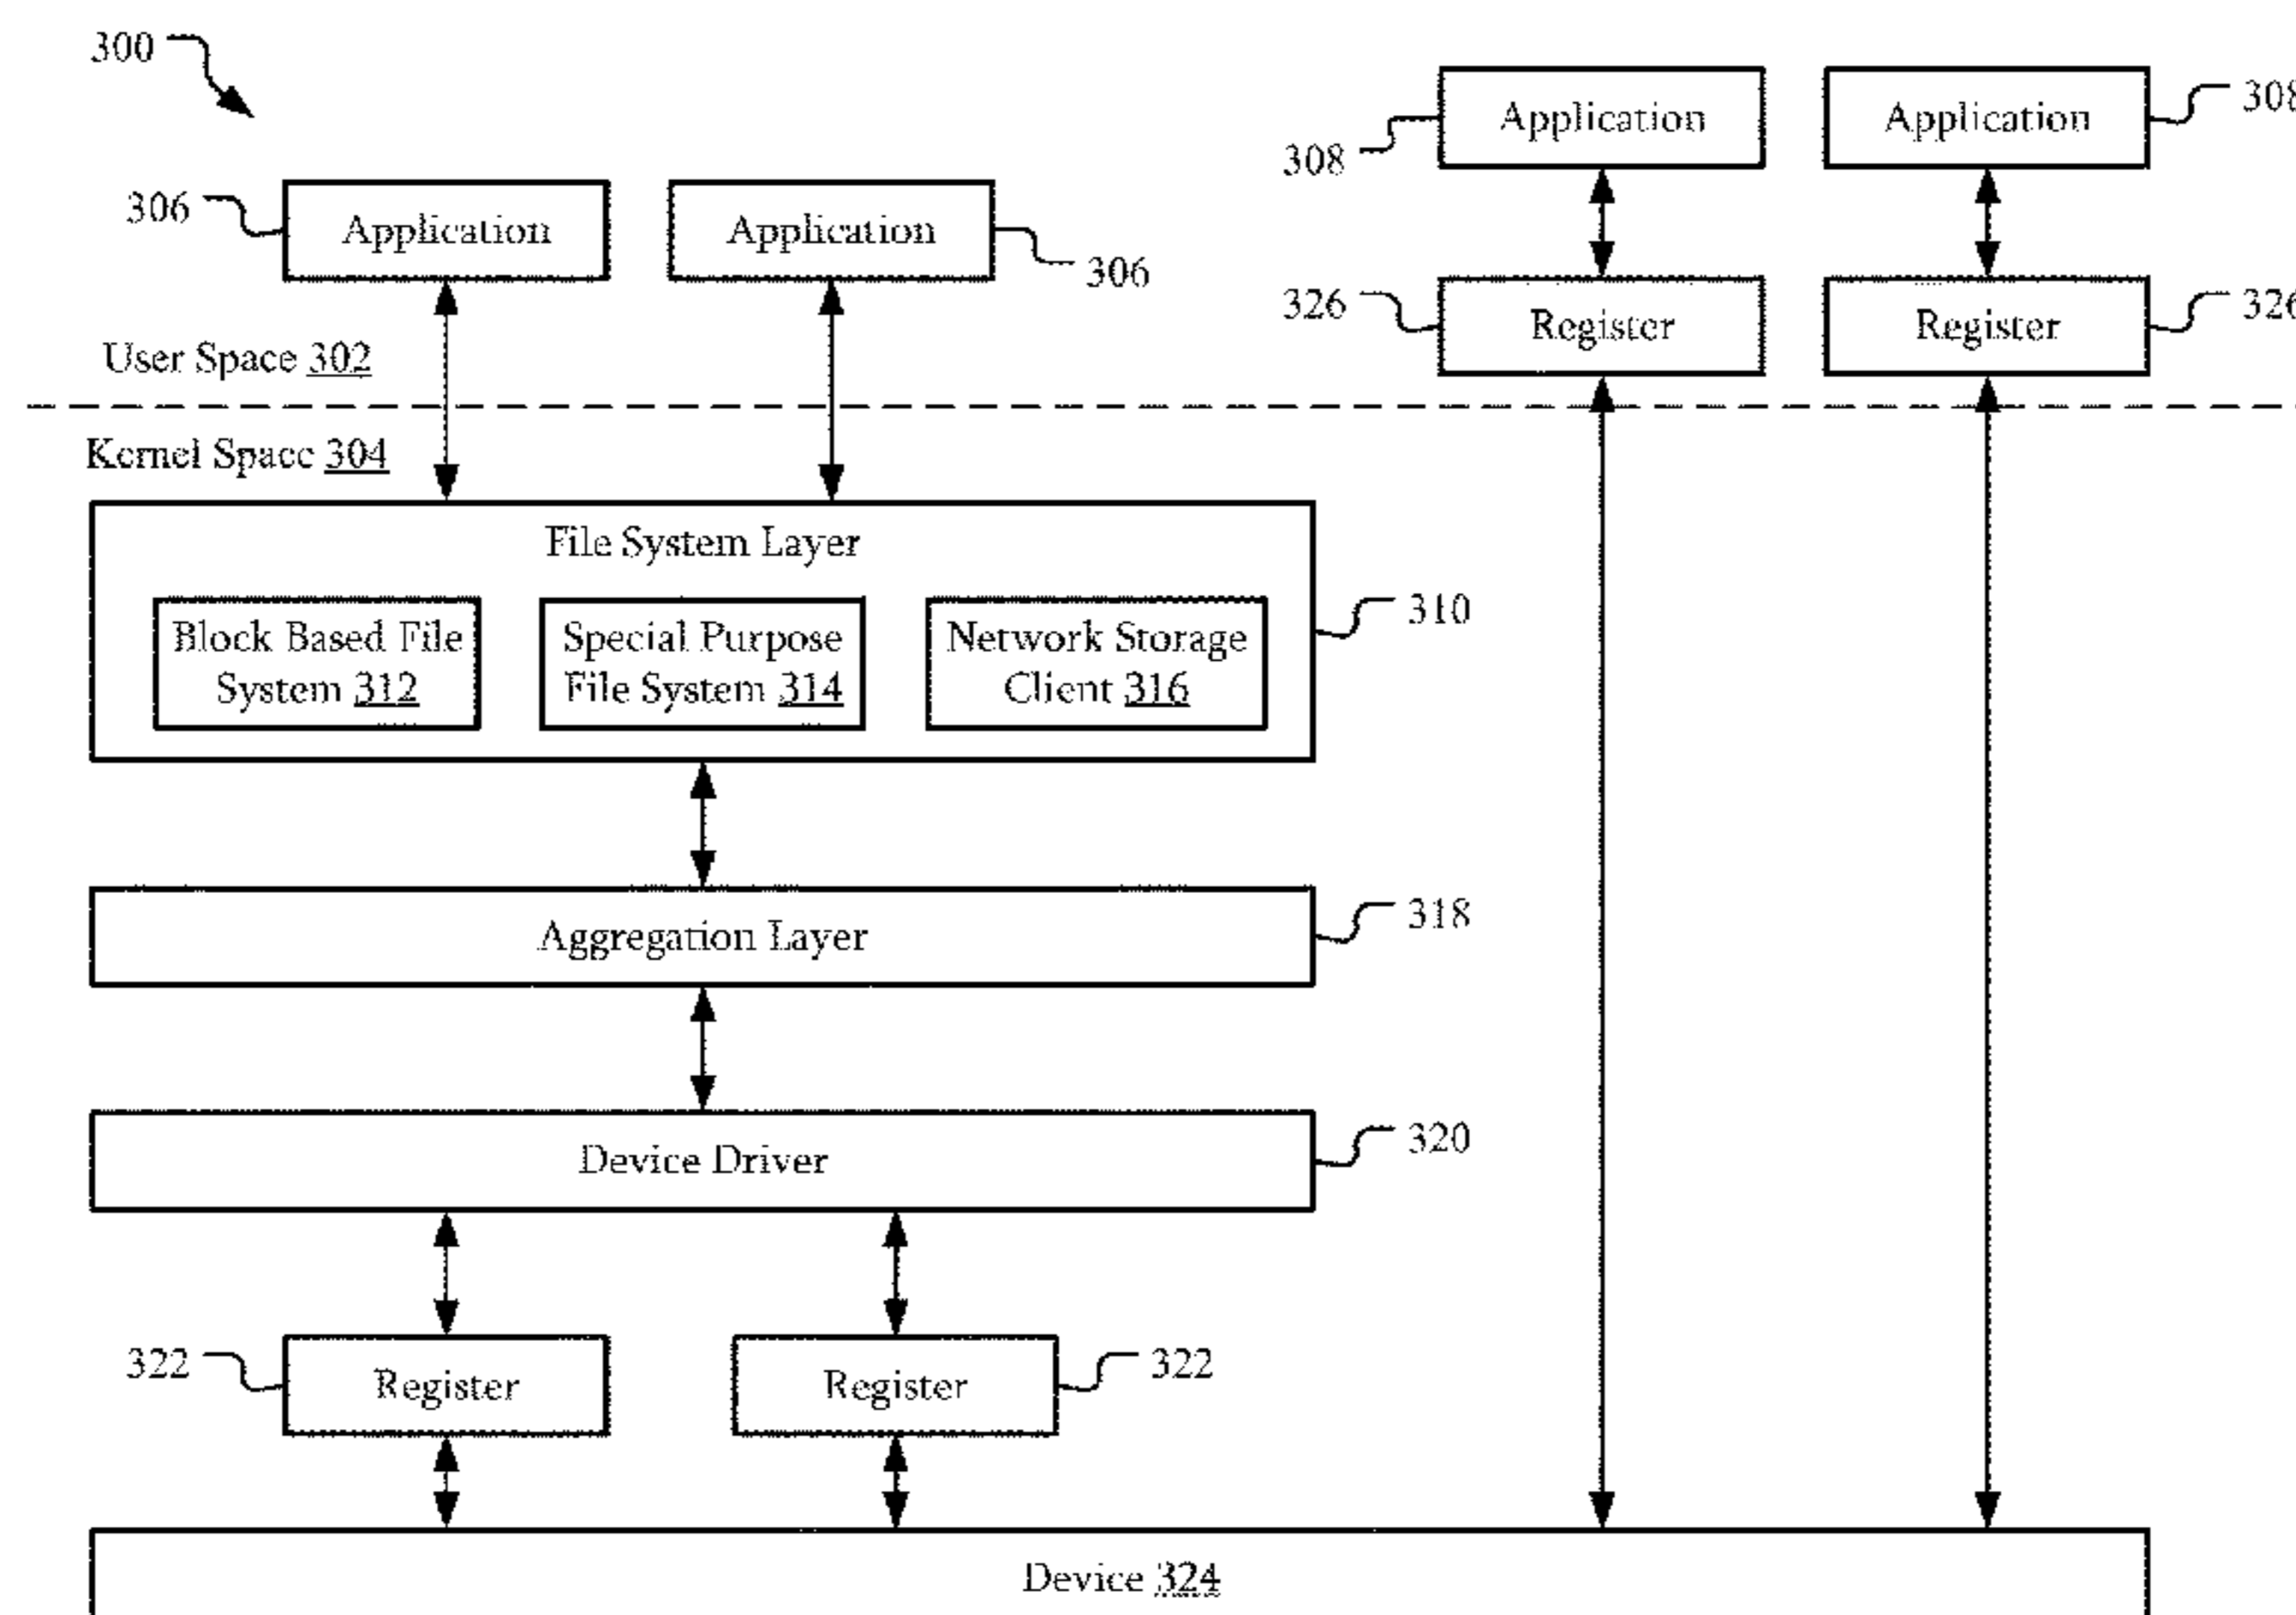 300
Application
Application
308
308
306
Application
Application
306
326
Register
Register
326
User Space 302
Kernel Space 304
File System Layer
310
Block Based File
System 312
Special Purpose
File System 314
Network Storage
Client 316
Aggregation Layer
318
Device Driver
320
322
Register
Register
322
Device 324